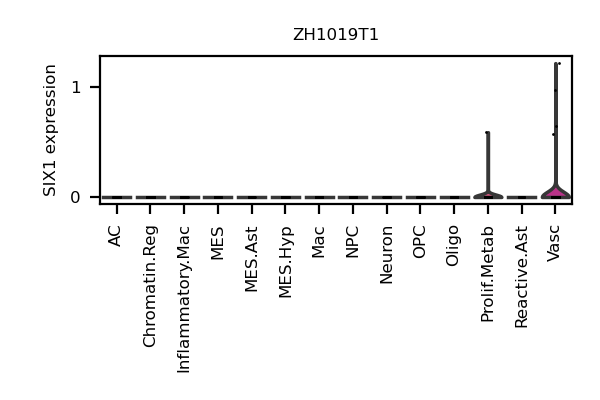 ZH1019T1
SIX1 expression
1
0
AC
Chromatin.Reg
Inflammatory.Mac
MES
MES.Ast
MES.Hyp
Mac
NPC
Neuron
OPC
Oligo
Prolif.Metab
Reactive.Ast
Vasc